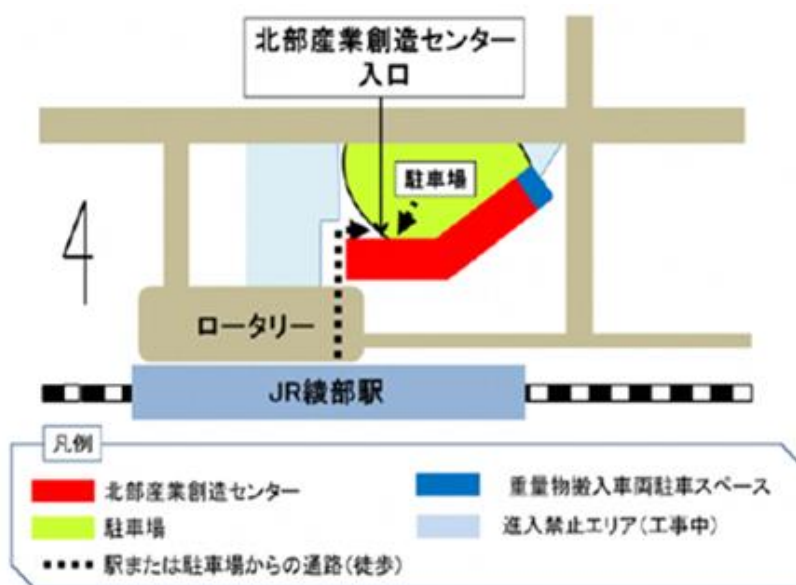 北部産業創造センター
入口
駐車場
ロータリー
JR綾部駅
凡例
北部産業創造センター
重量物搬入車両駐車スペース
駐車場
進入禁止エリア(工事中)
駅または駐車場からの通路(徒歩)